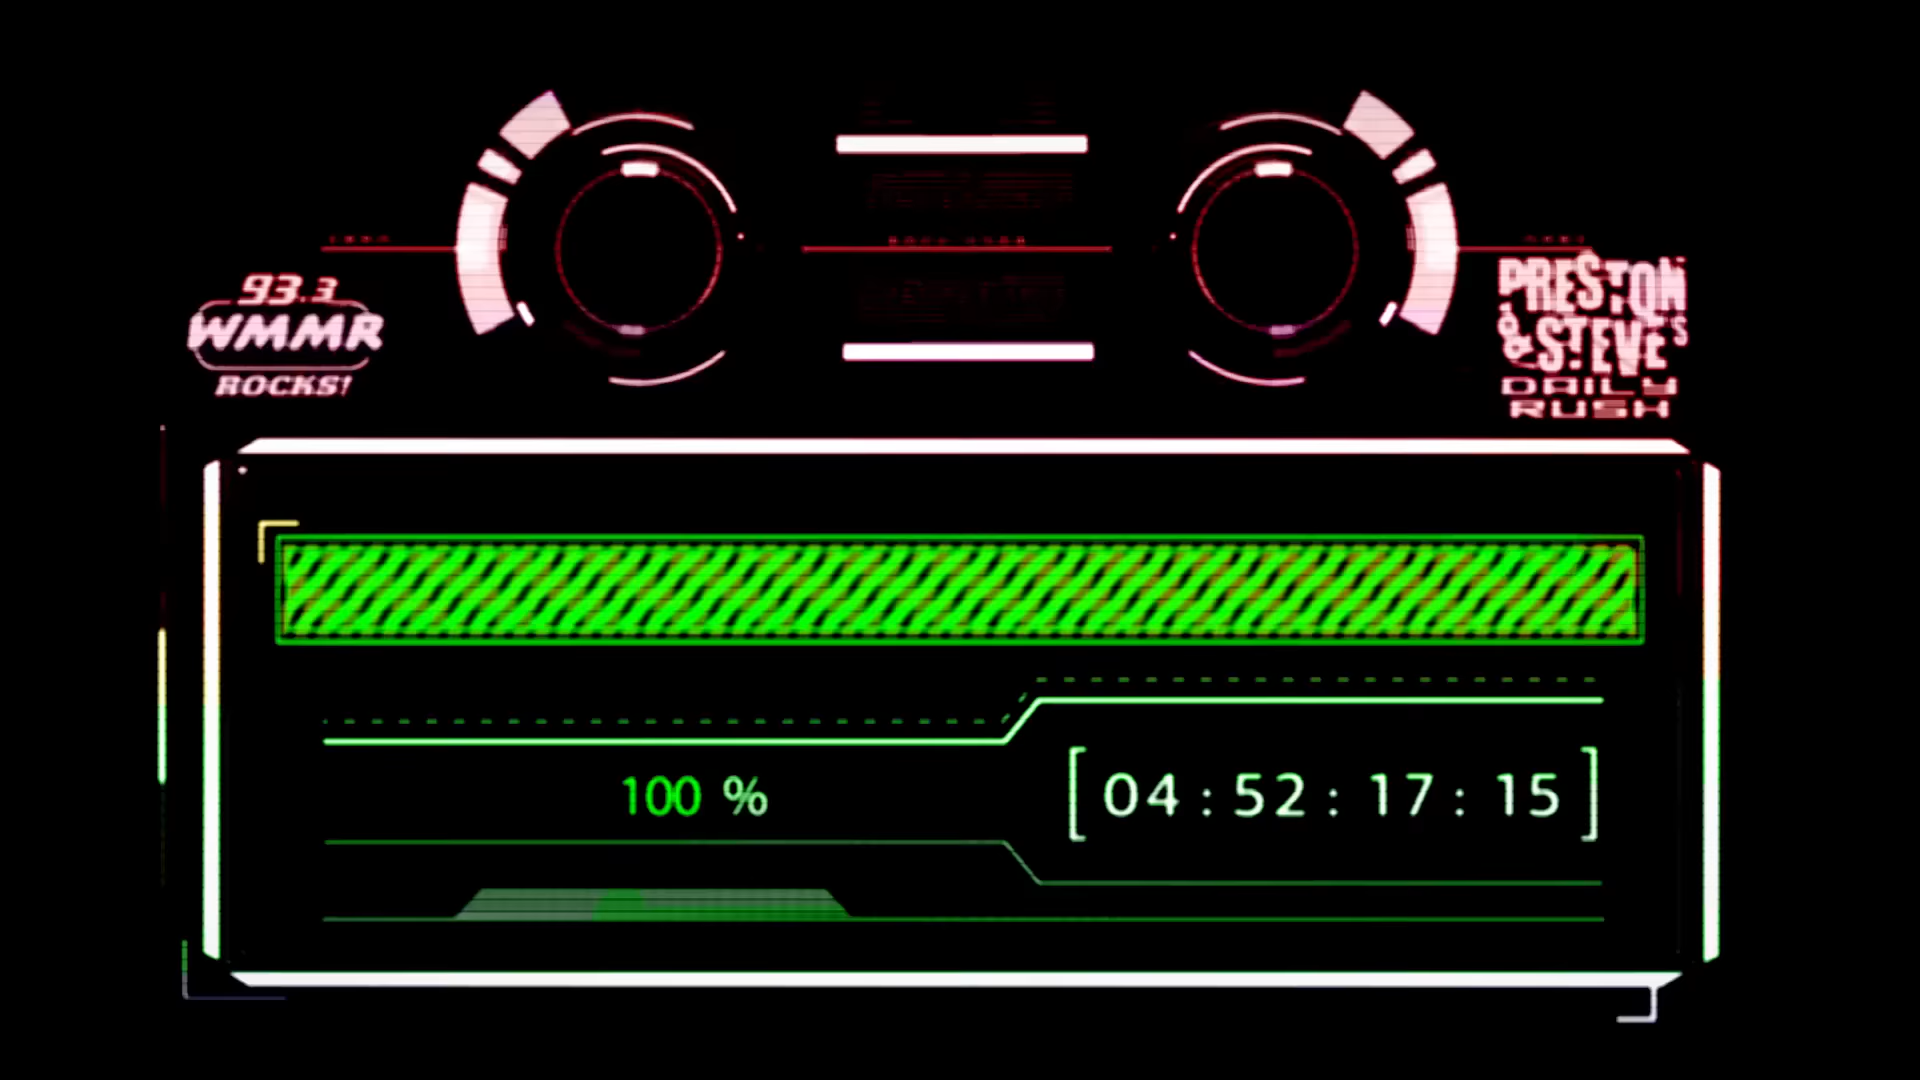 93.3
WMMR
ROCKS!
PRESTON
& STEVE'S
DAILY
RUSH
100 %
[04:52:17:15]